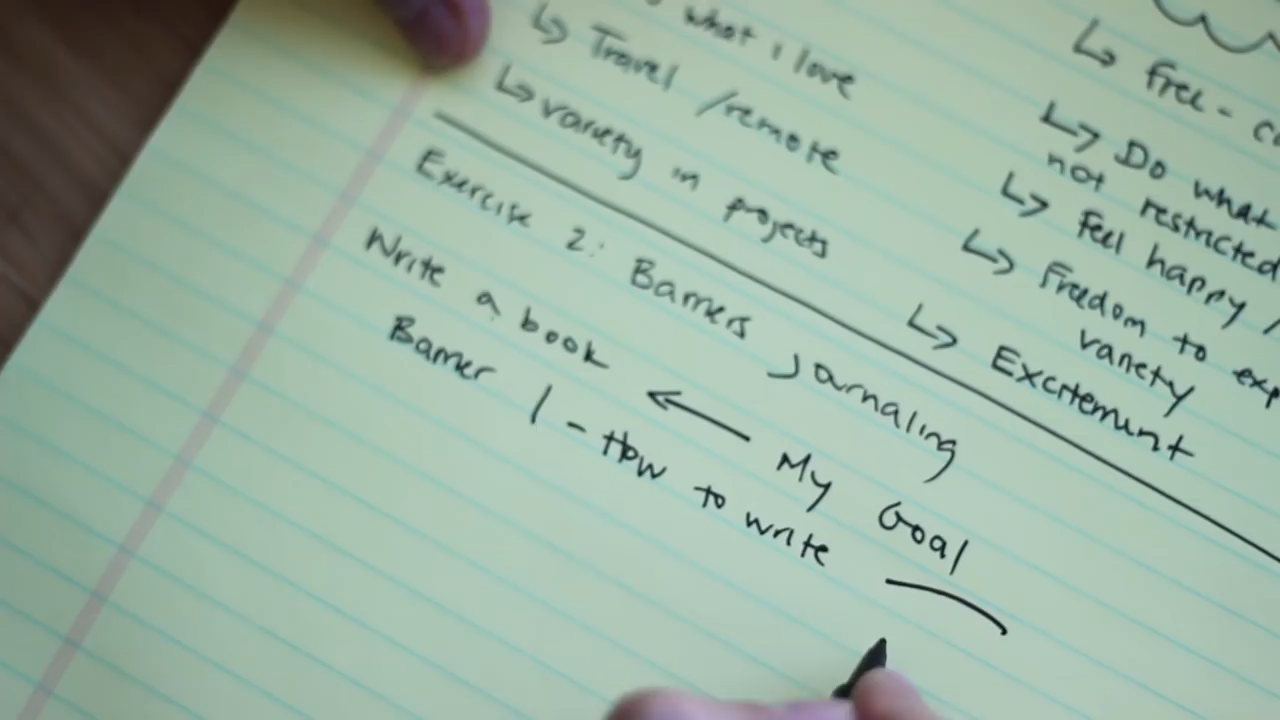 what I love
↳ Travel / remote
↳ variety in projects
↳ free-
↳ Do what
not restricted
↳ Feel happy /
↳ Freedom to
variety
↳ Excitement
Exercise 2: Barriers Jarnaling
Write a book ← My Goal
Barrier 1 - How to write